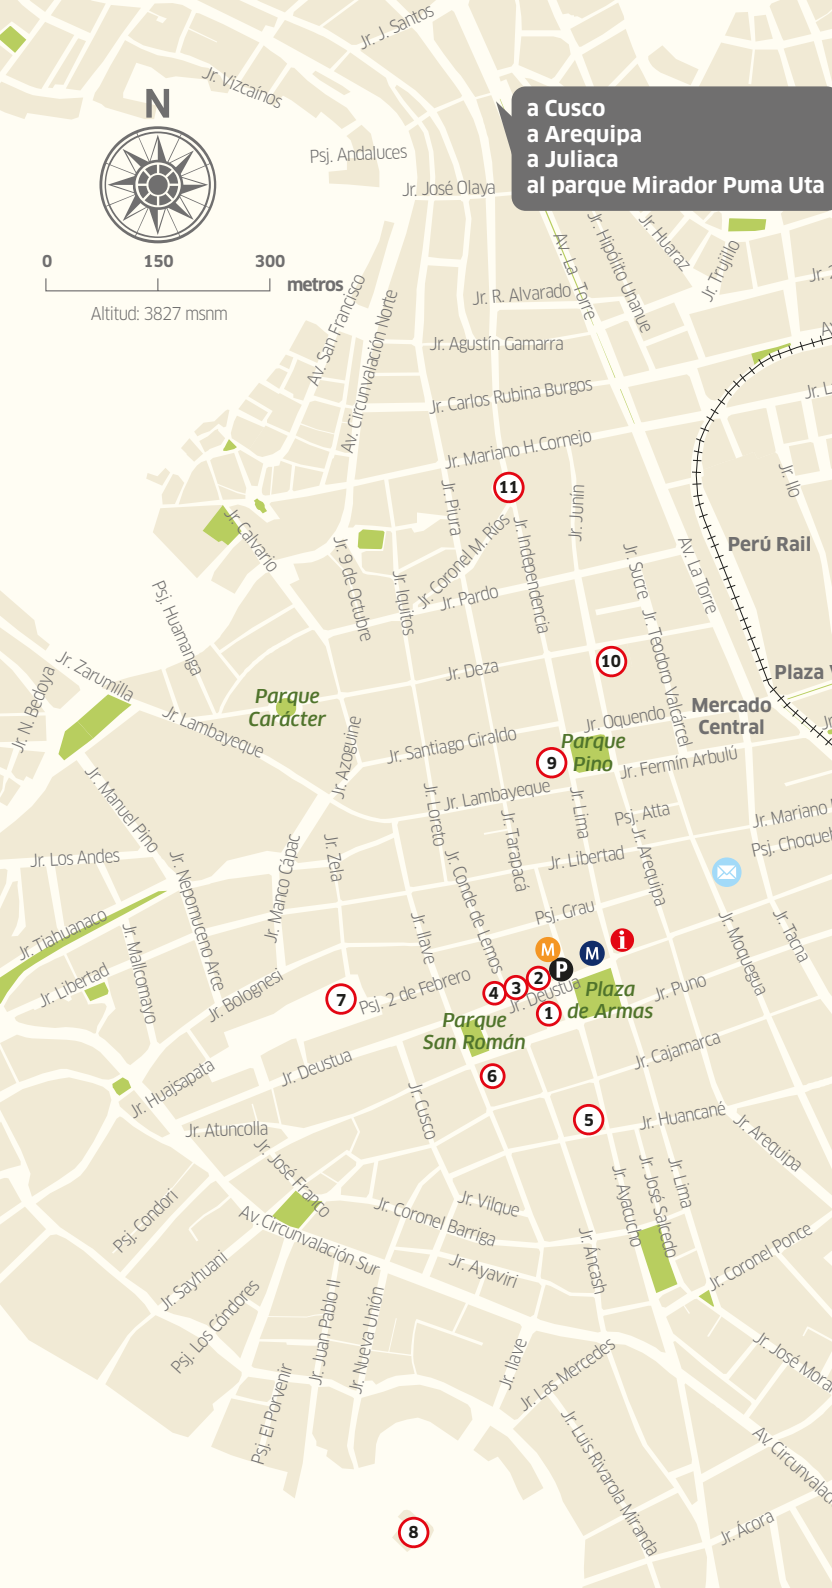 Jr. J. Santos
Jr. Vizcaínos
N
a Cusco
a Arequipa
a Juliaca
al parque Mirador Puma Uta
Psj. Andaluces
Jr. José Olaya
Jr. Hipólito Unanue
Jr. Huaraz
Jr. Trujillo
Av. La Torre
0 150 300
metros
Altitud: 3827 msnm
Av. San Francisco
Av. Circunvalación Norte
Jr. R. Alvarado
Jr. Agustín Gamarra
Jr. Carlos Rubina Burgos
Jr. L
Jr. Mariano H. Cornejo
11
Jr. Ilo
Jr. Piura
Jr. Junín
Jr. Calvario
Jr. Coronel M. Ríos
Jr. Independencia
Perú Rail
Jr. 9 de Octubre
Jr. Iquitos
Jr. Sucre
Av. La Torre
Psj. Huamanga
Jr. Pardo
Jr. Teodoro Valcárcel
10
Jr. Zarumilla
Jr. Deza
Plaza
Jr. N. Bedoya
Parque
Carácter
Mercado
Central
Jr. Lambayeque
Jr. Oquendo
Jr. Azoguine
Jr. Santiago Giraldo
Parque
Pino
9
Jr. Fermín Arbulú
Jr. Manuel Pino
Jr. Loreto
Jr. Lambayeque
Jr. Lima
Psj. Atta
Jr. Mariano
Psj. Choqueh
Jr. Tarapacá
Jr. Arequipa
Jr. Los Andes
Jr. Zela
Jr. Libertad
Jr. Nepomuceno Arce
Jr. Manco Cápac
Jr. Conde de Lemos
Psj. Grau
Jr. Tiahuanaco
Jr. Mallcomayo
Jr. Ilave
Jr. Moquegua
Jr. Tacna
M
M
i
P
Jr. Libertad
Jr. Bolognesi
7
Psj. 2 de Febrero
4
3
2
Jr. Deustua
1
Plaza
de Armas
Jr. Puno
Parque
San Román
Jr. Huajsapata
Jr. Deustua
6
Jr. Cajamarca
Jr. Cusco
5
Jr. Huancané
Jr. Arequipa
Jr. Atuncolla
Jr. José Franco
Jr. Ayacucho
Jr. José Salcedo
Jr. Lima
Psj. Condori
Jr. Vilque
Jr. Coronel Barriga
Av. Circunvalación Sur
Jr. Áncash
Jr. Coronel Ponce
Jr. Sayhuani
Jr. Ayaviri
Psj. Los Cóndores
Jr. Juan Pablo II
Jr. Nueva Unión
Jr. Ilave
Jr. Las Mercedes
Jr. José Mora
Psj. El Porvenir
Jr. Luis Rivarola Miranda
Av. Circunvalac
8
Jr. Ácora